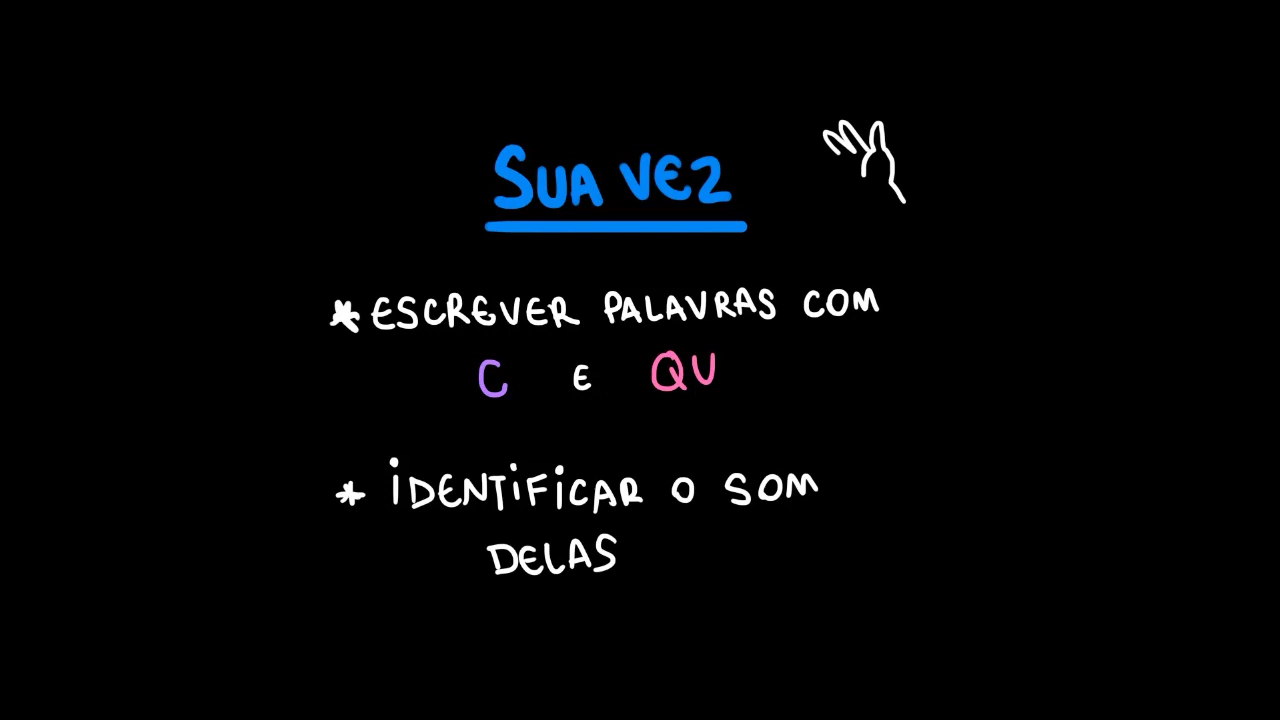 SUA VEZ
* ESCREVER PALAVRAS COM
C E QU
* IDENTIFICAR O SOM
DELAS